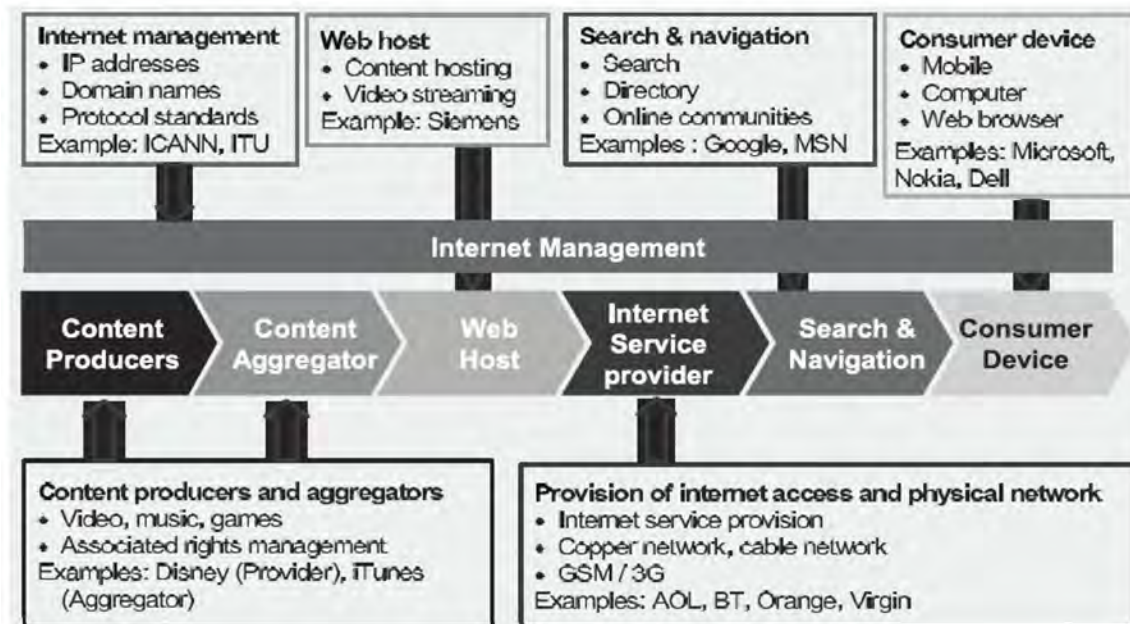 Internet management
• IP addresses
• Domain names
• Protocol standards
Example: ICANN, ITU
Web host
• Content hosting
• Video streaming
Example: Siemens
Search & navigation
• Search
• Directory
• Online communities
Examples : Google, MSN
Consumer device
• Mobile
• Computer
• Web browser
Examples: Microsoft,
Nokia, Dell
Internet Management
Content
Producers
Content
Aggregator
Web
Host
Internet
Service
provider
Search &
Navigation
Consumer
Device
Content producers and aggregators
• Video, music, games
• Associated rights management
Examples: Disney (Provider), iTunes
(Aggregator)
Provision of internet access and physical network
• Internet service provision
• Copper network, cable network
• GSM / 3G
Examples: AOL, BT, Orange, Virgin